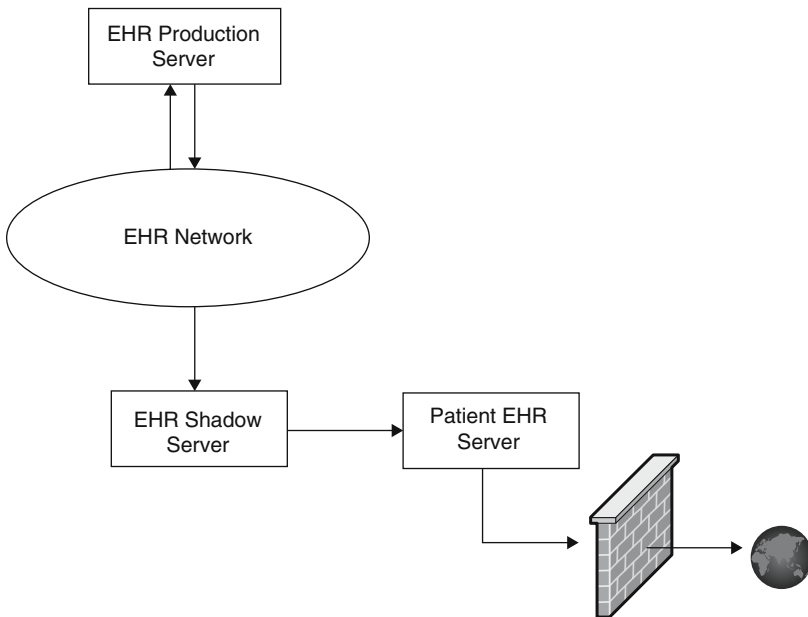 EHR Production
Server
EHR Network
EHR Shadow
Server
Patient EHR
Server